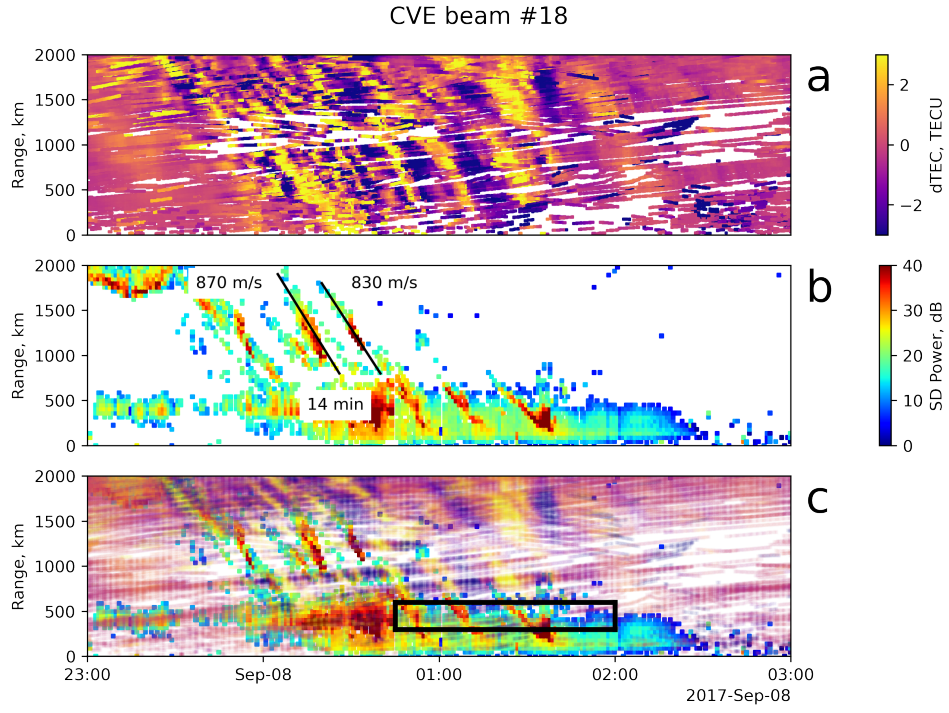 CVE beam #18
2000
1500
1000
500
0
Range, km
a
2
0
−2
dTEC, TECU
2000
1500
1000
500
0
Range, km
870 m/s
830 m/s
14 min
b
40
30
20
10
0
SD Power, dB
2000
1500
1000
500
0
Range, km
c
23:00 Sep-08 01:00 02:00 03:00
2017-Sep-08